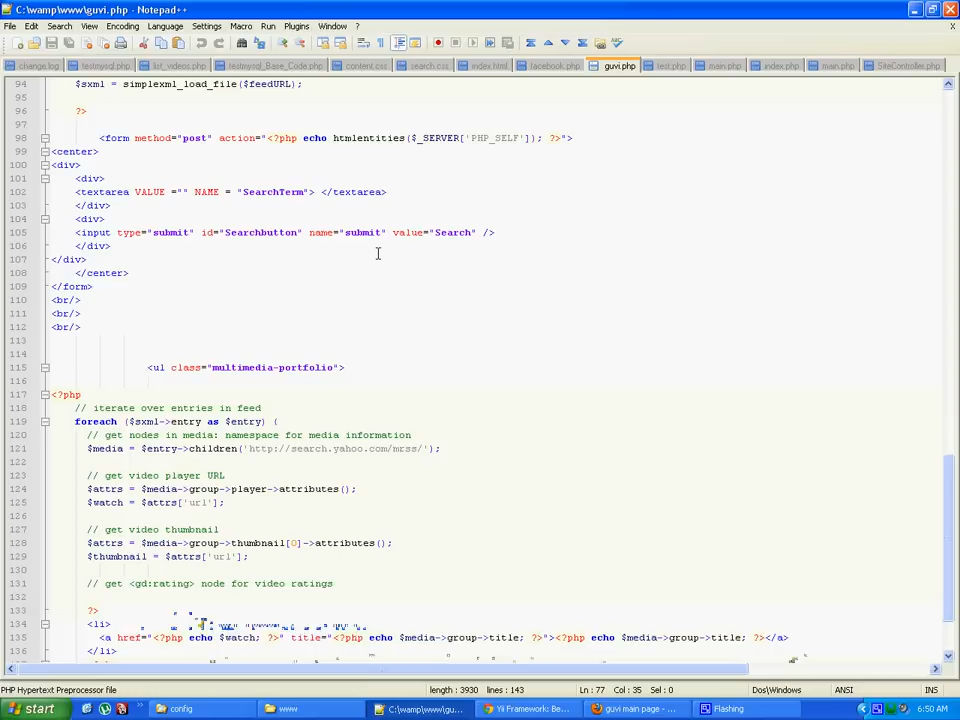 C:\wamp\www\guvi.php - Notepad++
File Edit Search View Encoding Language Settings Macro Run Plugins Window ? X
change.log testmysql.php list_videos.php testmysql_Base_Code.php content.css search.css index.html facebook.php guvi.php test.php main.php index.php main.php SiteController.php
94 $sxml = simplexml_load_file($feedURL);
95
96 ?>
97
98 <form method="post" action="<?php echo htmlentities($_SERVER['PHP_SELF']); ?>">
99 <center>
100 <div>
101 <div>
102 <textarea VALUE ="" NAME = "SearchTerm"> </textarea>
103 </div>
104 <div>
105 <input type="submit" id="Searchbutton" name="submit" value="Search" />
106 </div>
107 </div>
108 </center>
109 </form>
110 <br/>
111 <br/>
112 <br/>
113
114
115 <ul class="multimedia-portfolio">
116
117 <?php
118 // iterate over entries in feed
119 foreach ($sxml->entry as $entry) {
120 // get nodes in media: namespace for media information
121 $media = $entry->children('http://search.yahoo.com/mrss/');
122
123 // get video player URL
124 $attrs = $media->group->player->attributes();
125 $watch = $attrs['url'];
126
127 // get video thumbnail
128 $attrs = $media->group->thumbnail[0]->attributes();
129 $thumbnail = $attrs['url'];
130
131 // get <gd:rating> node for video ratings
132
133 ?>
134 <li>
135 <a href="<?php echo $watch; ?>" title="<?php echo $media->group->title; ?>"><?php echo $media->group->title; ?></a>
136 </li>
PHP Hypertext Preprocessor file length : 3930 lines : 143 Ln : 77 Col : 35 Sel : 0 Dos\Windows ANSI INS
start config www C:\wamp\www\gu... Yii Framework: Be... guvi main page - ... Flashing 6:50 AM